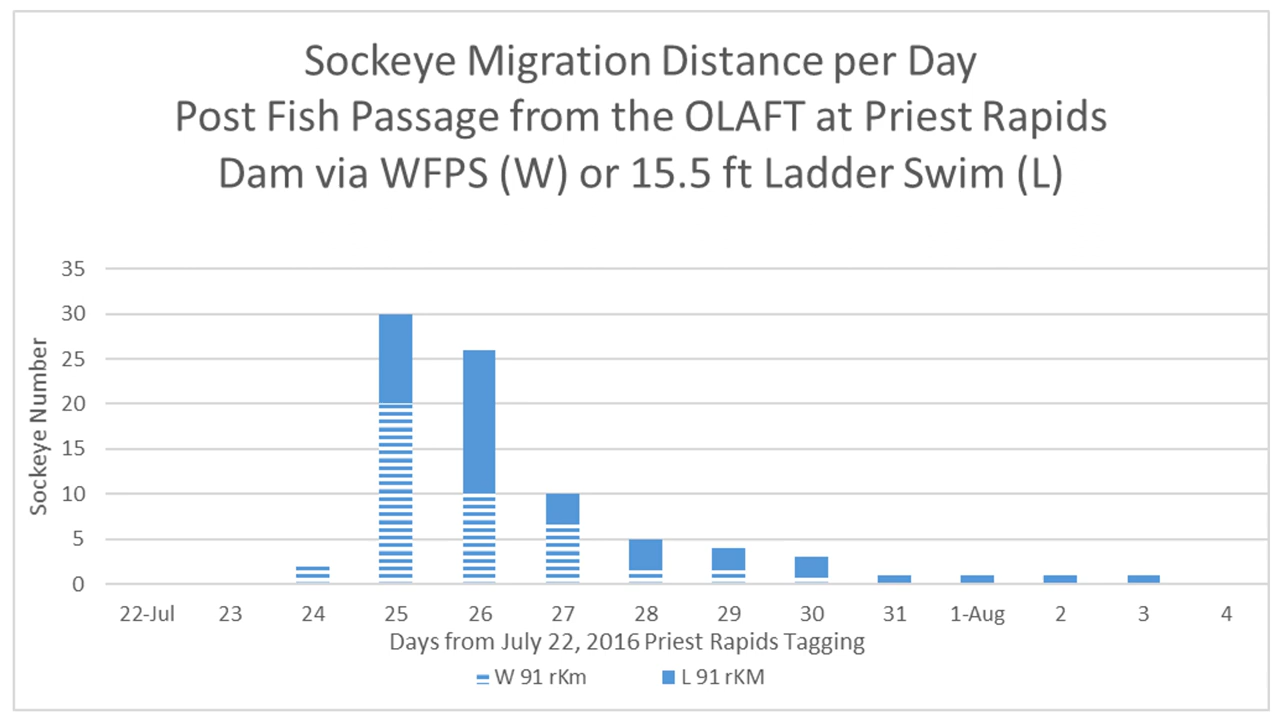 Sockeye Migration Distance per Day
Post Fish Passage from the OLAFT at Priest Rapids
Dam via WFPS (W) or 15.5 ft Ladder Swim (L)
35
30
25
20
15
10
5
0
Sockeye Number
22-Jul 23 24 25 26 27 28 29 30 31 1-Aug 2 3 4
Days from July 22, 2016 Priest Rapids Tagging
W 91 rKm L 91 rKM